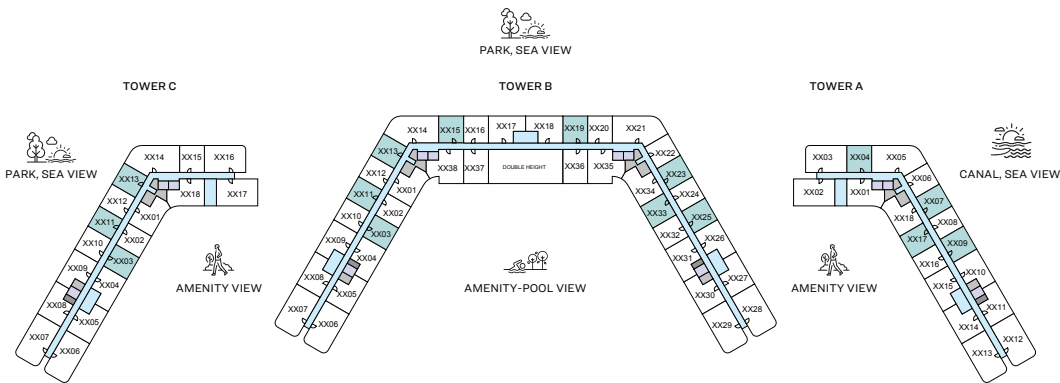 PARK, SEA VIEW
TOWER C
TOWER B
TOWER A
PARK, SEA VIEW
CANAL, SEA VIEW
AMENITY VIEW
AMENITY-POOL VIEW
AMENITY VIEW
XX14
XX15
XX16
XX13
XX18
XX17
XX12
XX01
XX11
XX02
XX10
XX03
XX09
XX04
XX08
XX05
XX07
XX06
XX14
XX15
XX16
XX17
XX18
XX19
XX20
XX21
XX13
XX38
XX37
DOUBLE HEIGHT
XX36
XX35
XX22
XX12
XX01
XX34
XX23
XX11
XX02
XX33
XX24
XX10
XX03
XX32
XX25
XX09
XX04
XX31
XX26
XX08
XX05
XX30
XX27
XX07
XX06
XX29
XX28
XX03
XX04
XX05
XX02
XX01
XX06
XX18
XX07
XX17
XX08
XX16
XX09
XX15
XX10
XX14
XX11
XX13
XX12